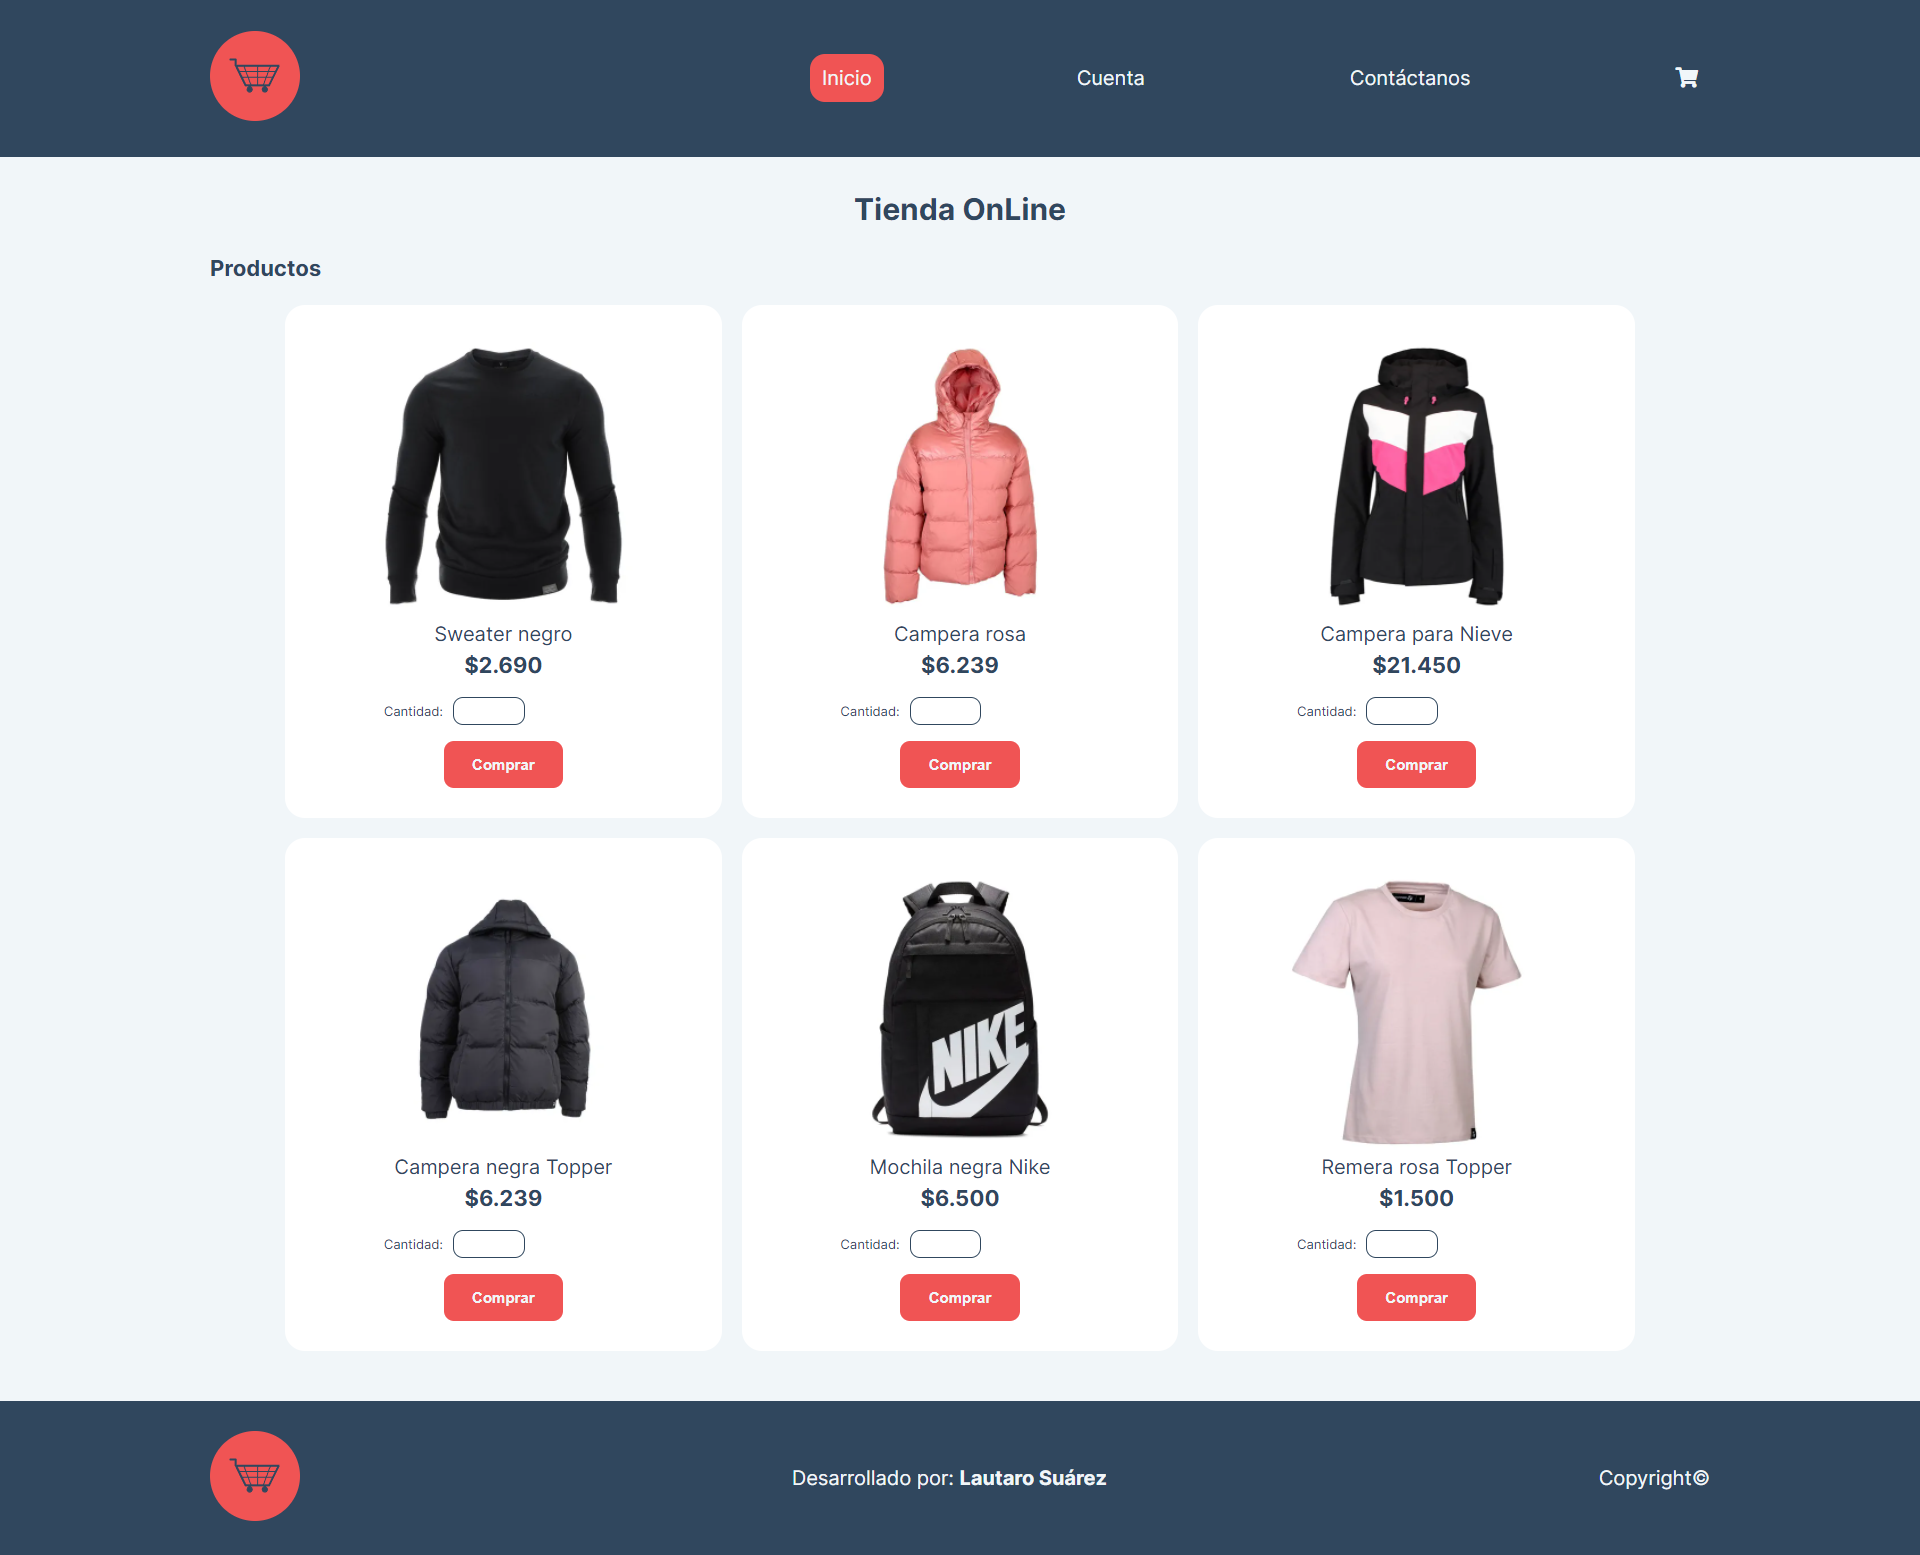 Inicio
Cuenta
Contáctanos
Tienda OnLine
Productos
Sweater negro
$2.690
Cantidad:
Comprar
Campera rosa
$6.239
Cantidad:
Comprar
Campera para Nieve
$21.450
Cantidad:
Comprar
Campera negra Topper
$6.239
Cantidad:
Comprar
NIKE
Mochila negra Nike
$6.500
Cantidad:
Comprar
Remera rosa Topper
$1.500
Cantidad:
Comprar
Desarrollado por: Lautaro Suárez
Copyright©